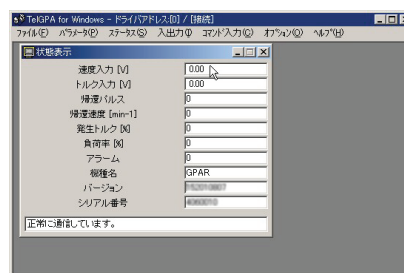 TelGPA for Windows - ドライバアドレス:[0] / [接続]
ファイル(F) パラメータ(P) ステータス(S) 入出力(I) コマンド入力(C) オプション(O) ヘルプ(H)
状態表示
速度入力 [V] 0.00
トルク入力 [V] 0.00
帰還パルス 0
帰還速度 [min-1] 0
発生トルク [%] 0
負荷率 [%] 0
アラーム 0
機種名 GPAR
バージョン
シリアル番号
正常に通信しています。